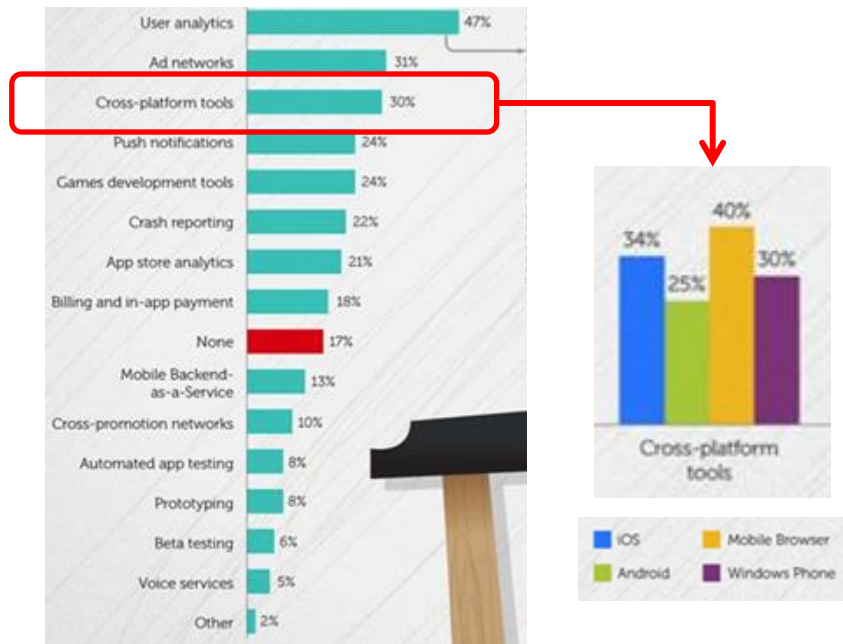 User analytics 47%
Ad networks 31%
Cross-platform tools 30%
Push notifications 24%
Games development tools 24%
Crash reporting 22%
App store analytics 21%
Billing and in-app payment 18%
None 17%
Mobile Backend-
as-a-Service 13%
Cross-promotion networks 10%
Automated app testing 8%
Prototyping 8%
Beta testing 6%
Voice services 5%
Other 2%
34% 25% 40% 30%
Cross-platform
tools
iOS Mobile Browser
Android Windows Phone